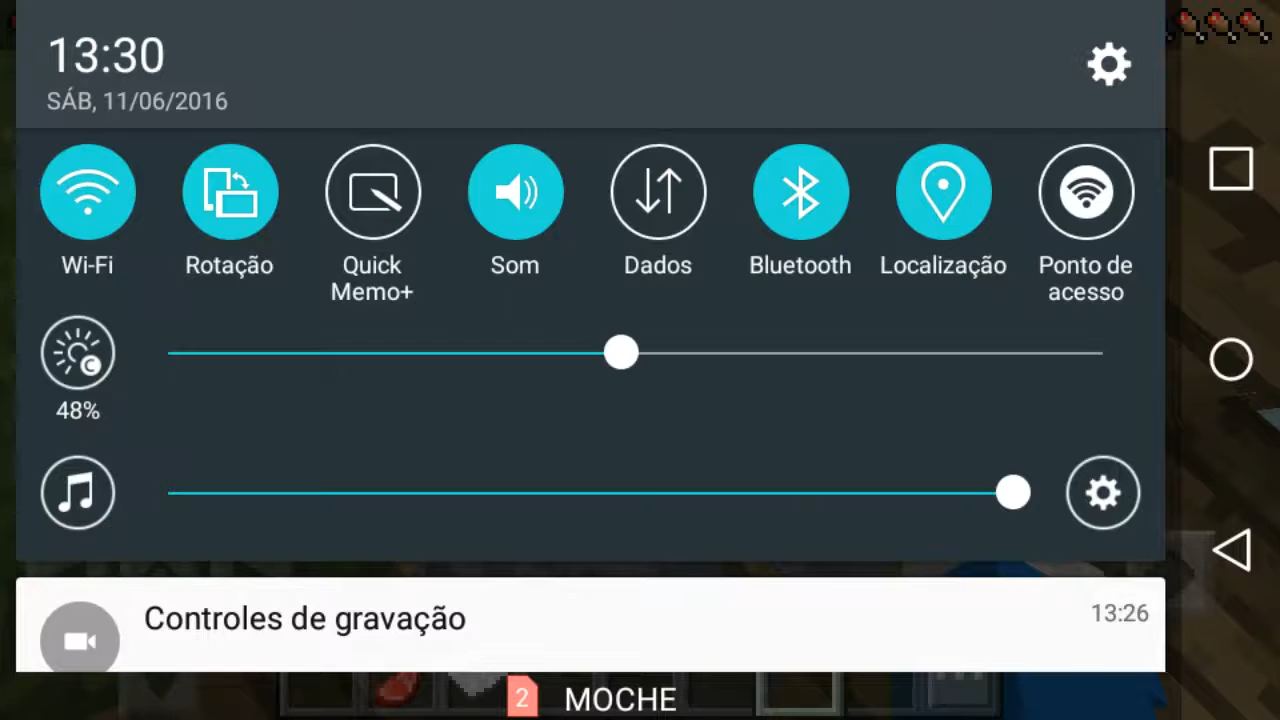 13:30
SÁB, 11/06/2016
Wi-Fi
Rotação
Quick
Memo+
Som
Dados
Bluetooth
Localização
Ponto de
acesso
48%
Controles de gravação
13:26
2 MOCHE